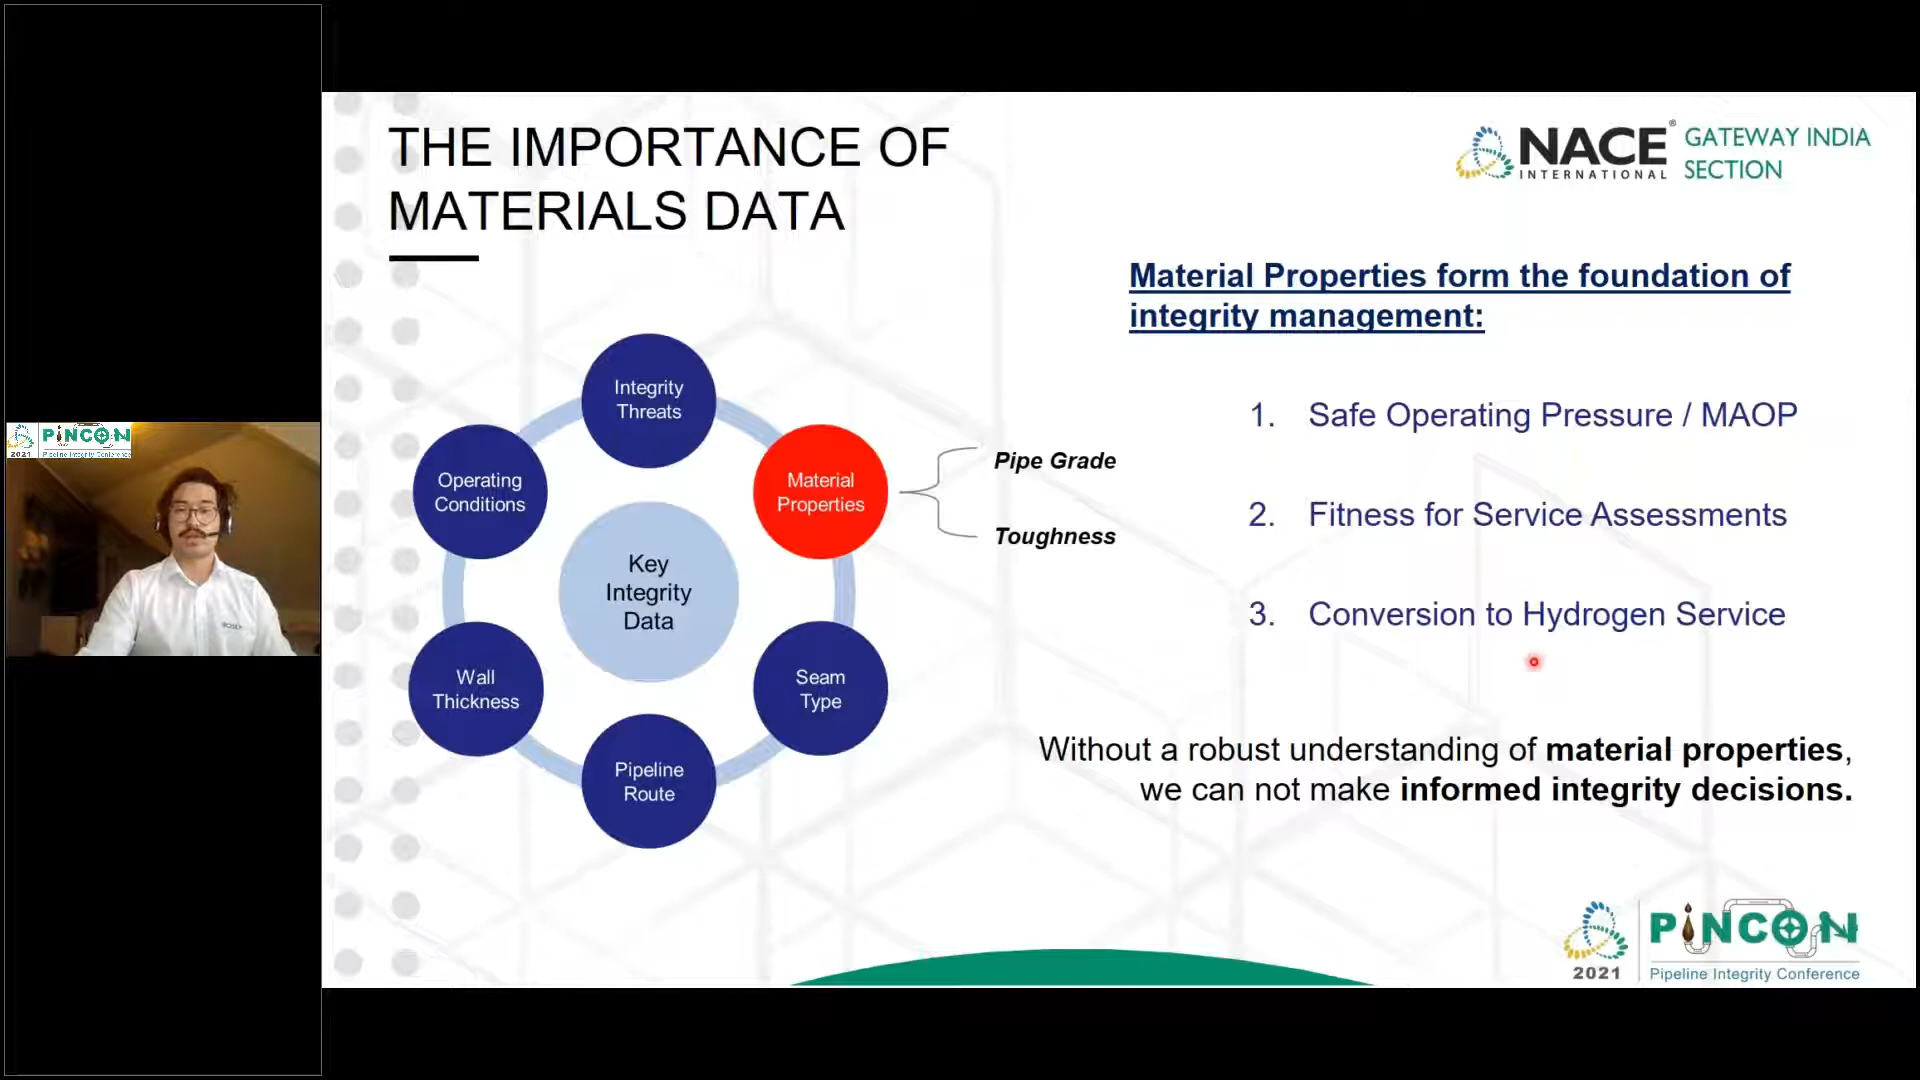 THE IMPORTANCE OF
MATERIALS DATA
NACE®
INTERNATIONAL
GATEWAY INDIA
SECTION
Material Properties form the foundation of
integrity management:
1. Safe Operating Pressure / MAOP
2. Fitness for Service Assessments
3. Conversion to Hydrogen Service
Integrity
Threats
Operating
Conditions
Material
Properties
Pipe Grade
Toughness
Key
Integrity
Data
Wall
Thickness
Seam
Type
Pipeline
Route
Without a robust understanding of material properties,
we can not make informed integrity decisions.
PINCON
2021
Pipeline Integrity Conference
PINCON
2021
Pipeline Integrity Conference